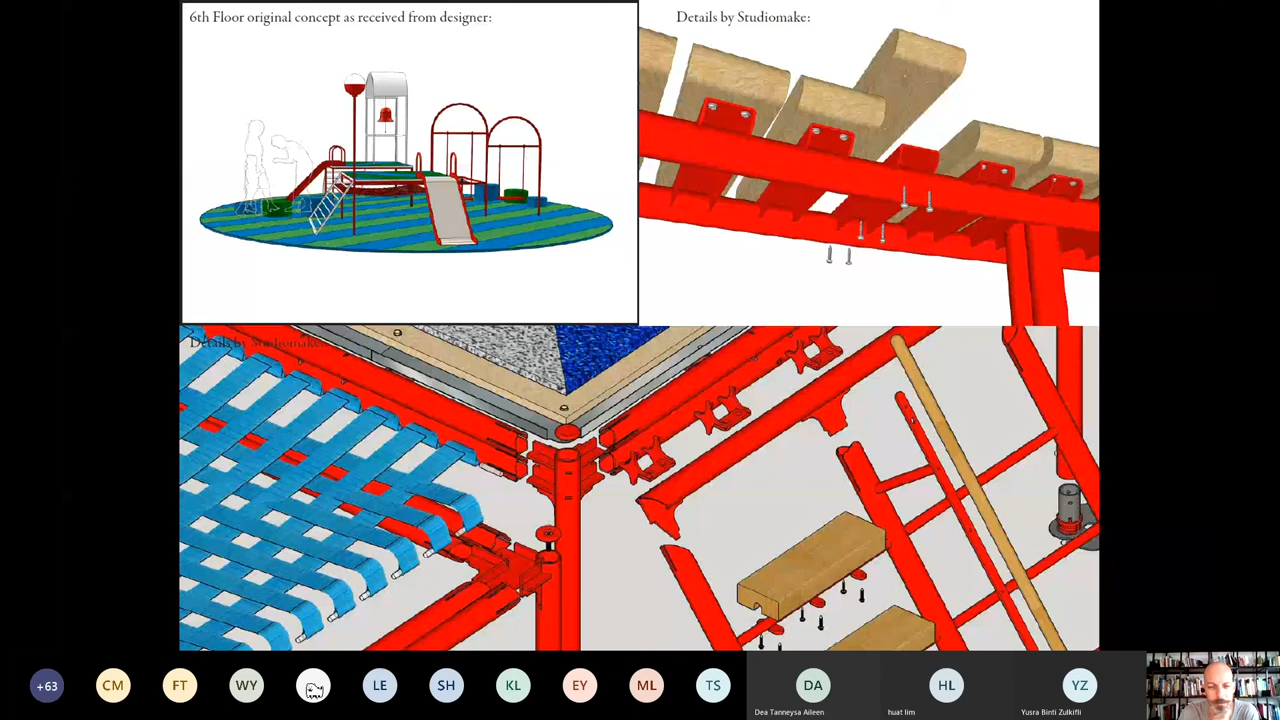 6th Floor original concept as received from designer:
Details by Studiomake:
Details by Studiomake:
+63
CM
FT
WY
LE
SH
KL
EY
ML
TS
DA
HL
YZ
Dea Tanneysa Aileen
huat lim
Yusra Binti Zulkifli